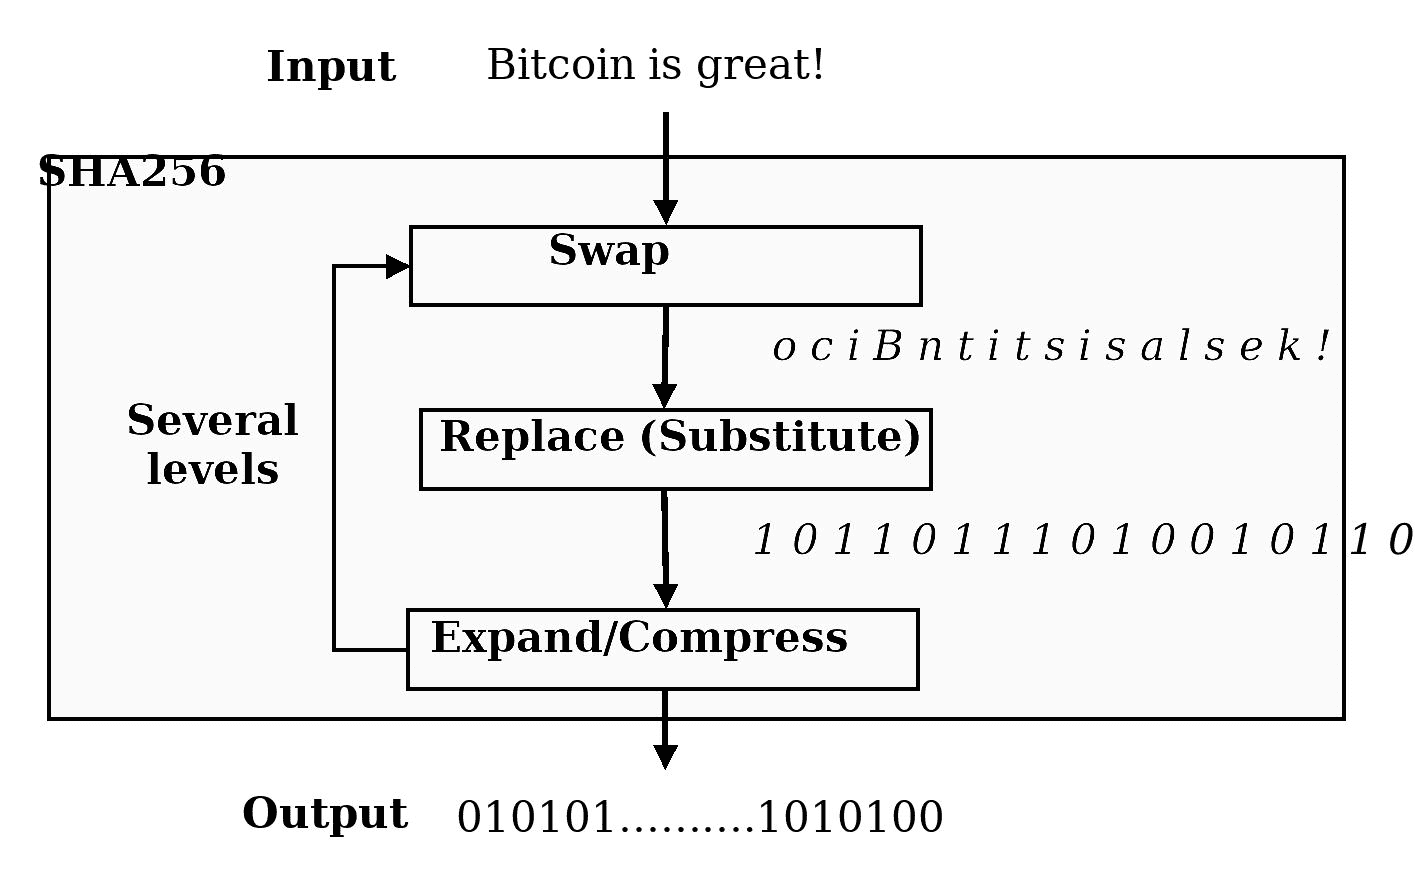 Input Bitcoin is great!
SHA256
Swap
o c i B n t i t s i s a l s e k !
Several
levels
Replace (Substitute)
1 0 1 1 0 1 1 1 0 1 0 0 1 0 1 1 0
Expand/Compress
Output 010101..........1010100